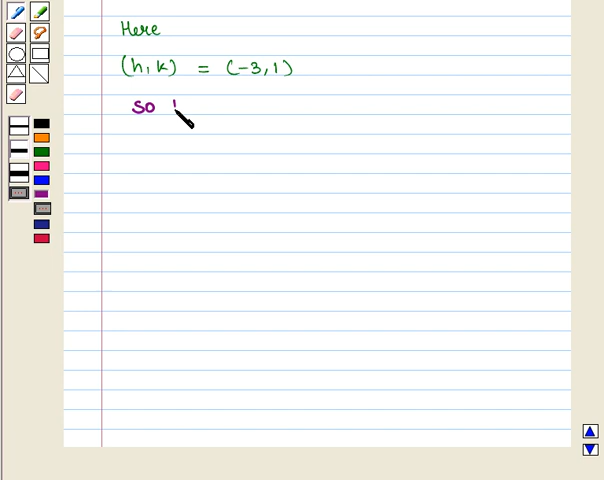 Here
(h,k) = (-3,1)
So